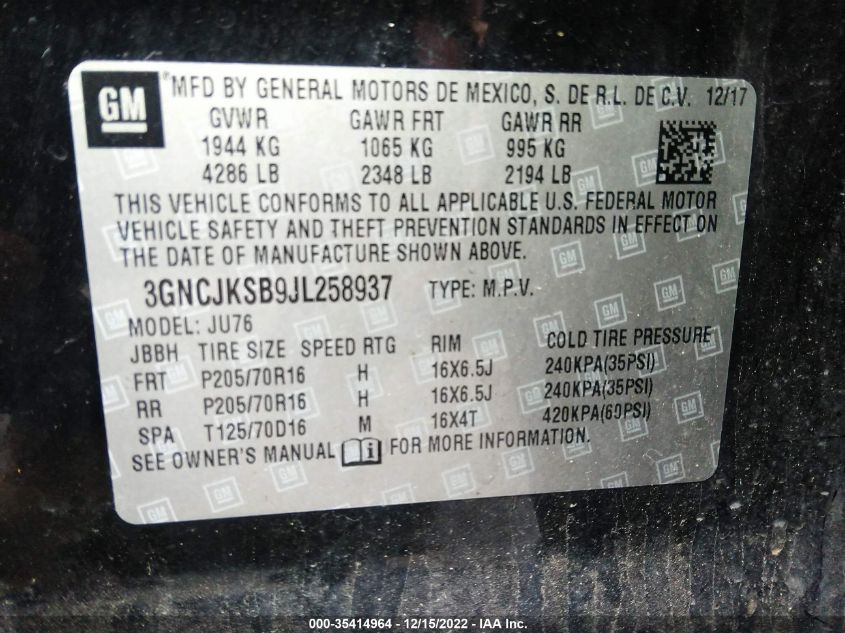 GM ® MFD BY GENERAL MOTORS DE MEXICO, S. DE R.L. DE C.V. 12/17
GVWR GAWR FRT GAWR RR
1944 KG 1065 KG 995 KG
4286 LB 2348 LB 2194 LB
THIS VEHICLE CONFORMS TO ALL APPLICABLE U.S. FEDERAL MOTOR
VEHICLE SAFETY AND THEFT PREVENTION STANDARDS IN EFFECT ON
THE DATE OF MANUFACTURE SHOWN ABOVE.
3GNCJKSB9JL258937 TYPE: M.P.V.
MODEL: JU76
JBBH TIRE SIZE SPEED RTG RIM COLD TIRE PRESSURE
FRT P205/70R16 H 16X6.5J 240KPA(35PSI)
RR P205/70R16 H 16X6.5J 240KPA(35PSI)
SPA T125/70D16 M 16X4T 420KPA(60PSI)
SEE OWNER'S MANUAL FOR MORE INFORMATION.
000-35414964 - 12/15/2022 - IAA Inc.